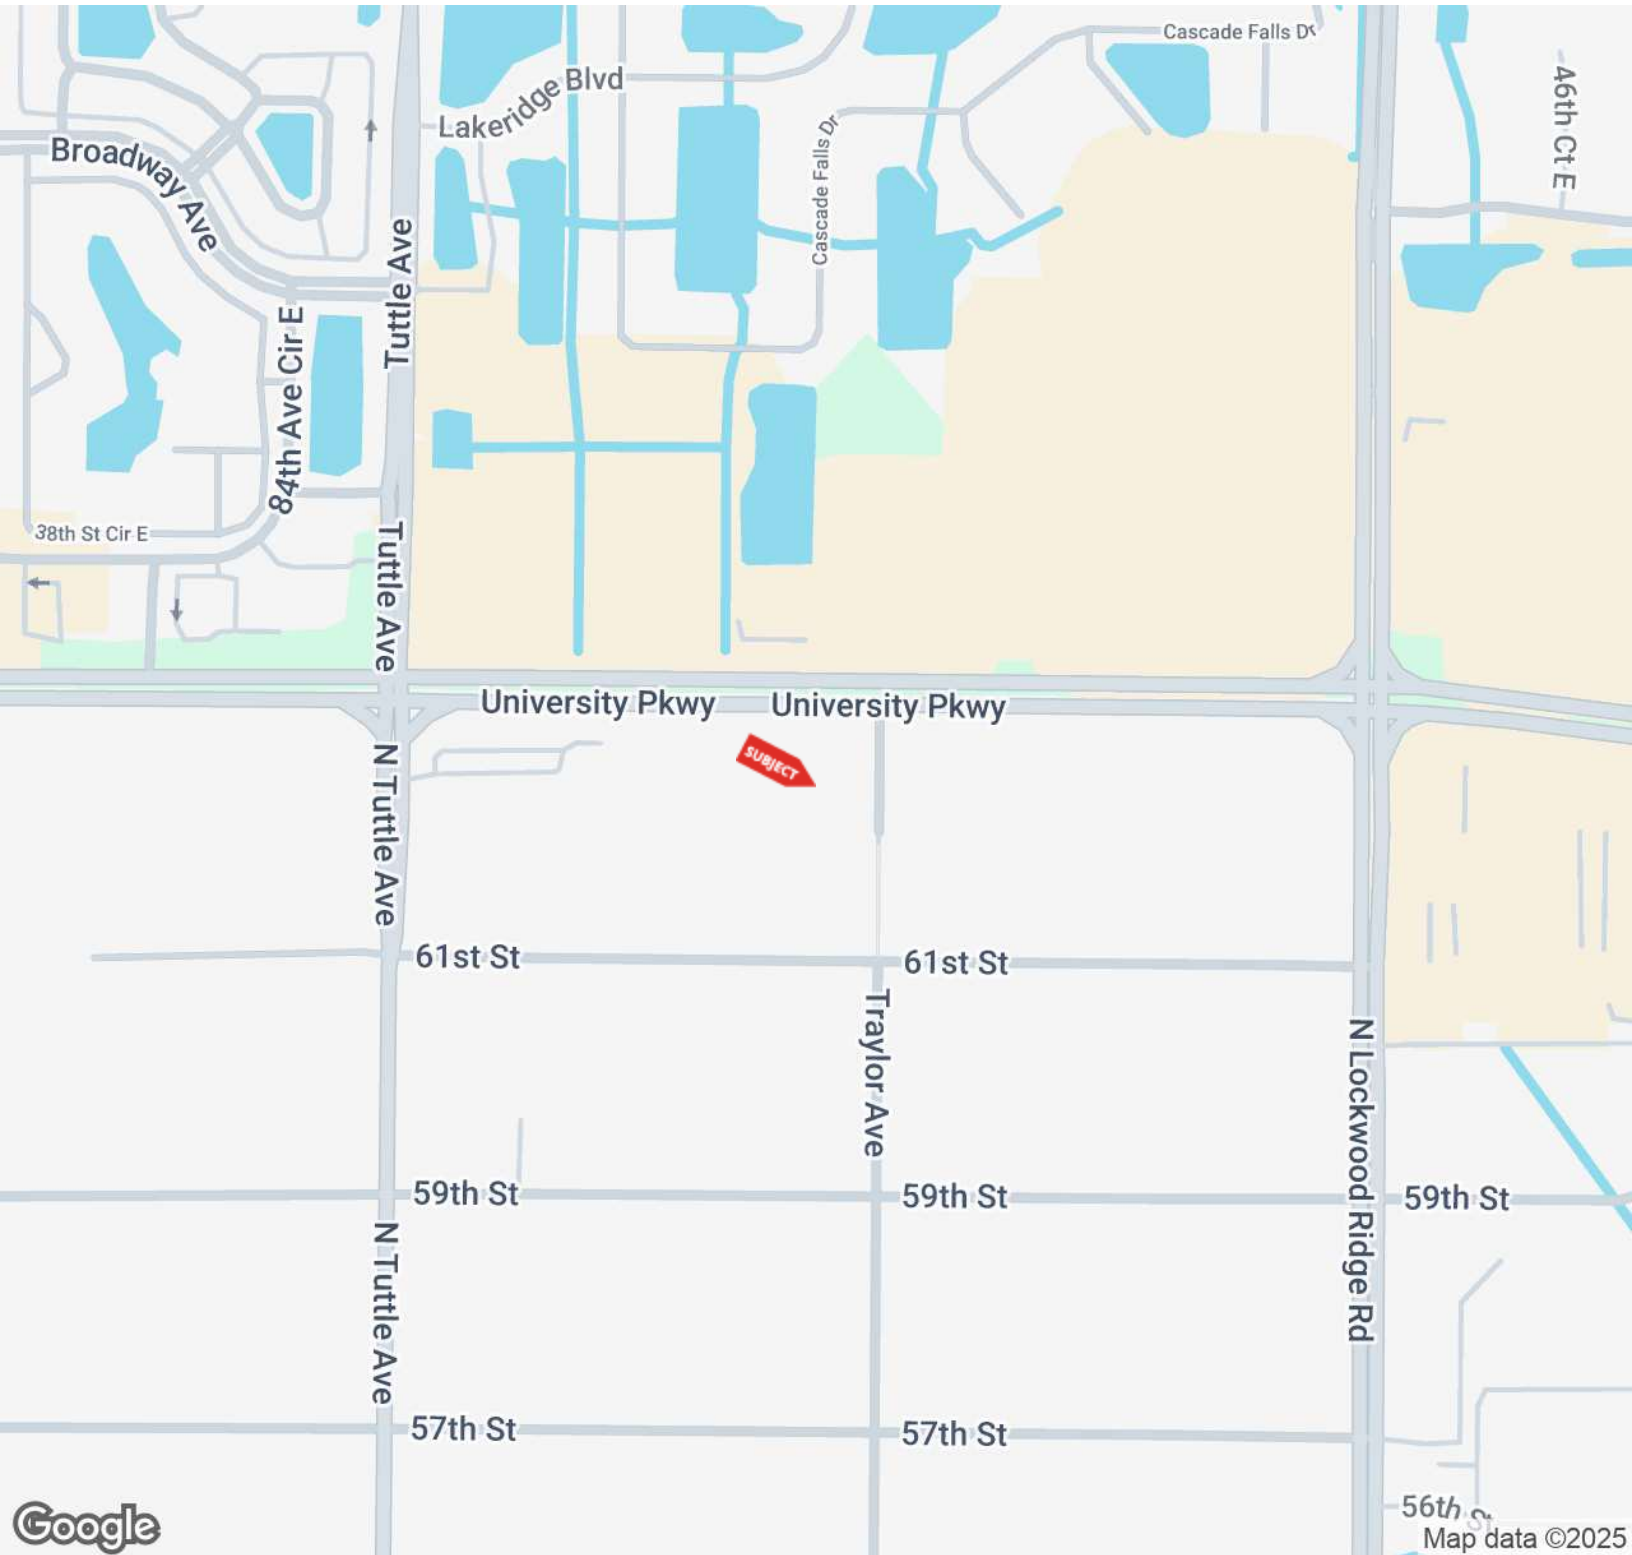 Cascade Falls Dr
Lakeridge Blvd
46th Ct E
Broadway Ave
Cascade Falls Dr
Tuttle Ave
84th Ave Cir E
38th St Cir E
Tuttle Ave
University Pkwy
University Pkwy
SUBJECT
N Tuttle Ave
61st St
61st St
Traylor Ave
N Lockwood Ridge Rd
59th St
59th St
59th St
N Tuttle Ave
57th St
57th St
56th St
Google
Map data ©2025